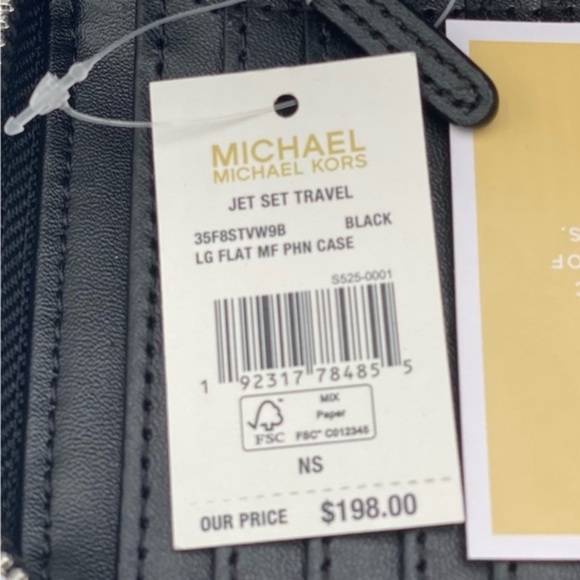 MICHAEL
MICHAEL KORS
JET SET TRAVEL
35F8STVW9B BLACK
LG FLAT MF PHN CASE
S525-0001
1 92317 78485 5
MIX
Paper
FSC FSC® C012345
NS
OUR PRICE $198.00
OF
S.